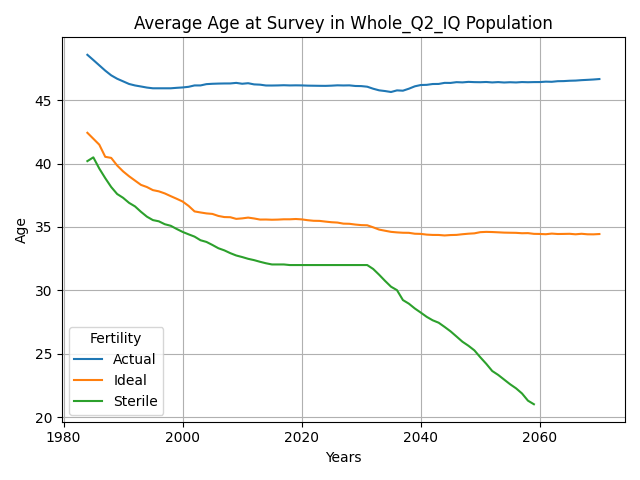 Average Age at Survey in Whole_Q2_IQ Population
Age
45
40
35
30
25
20
Fertility
Actual
Ideal
Sterile
1980
2000
2020
2040
2060
Years